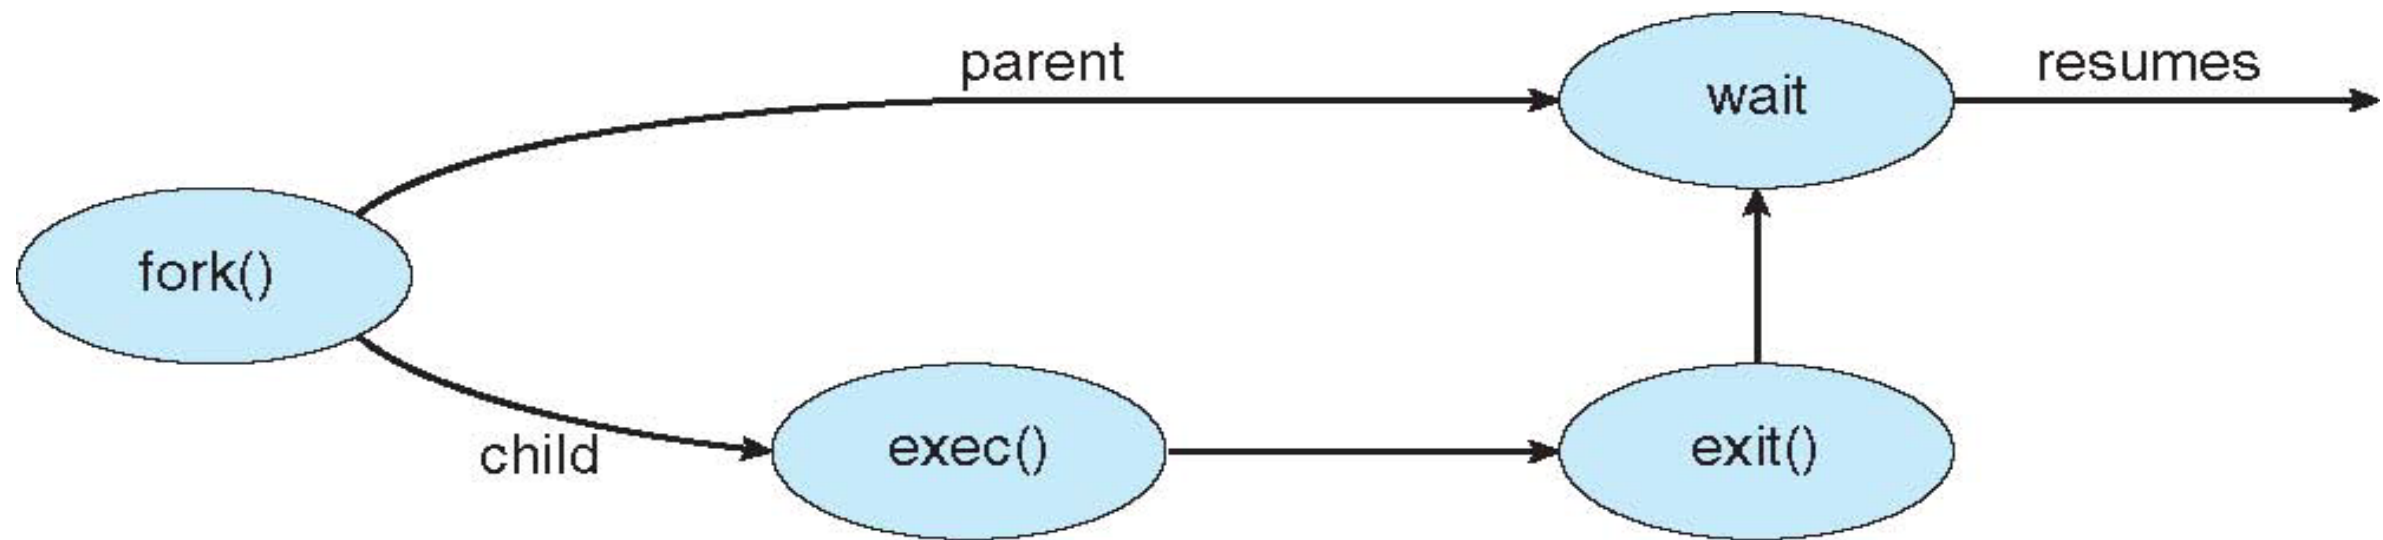 parent
wait
resumes
fork()
child
exec()
exit()